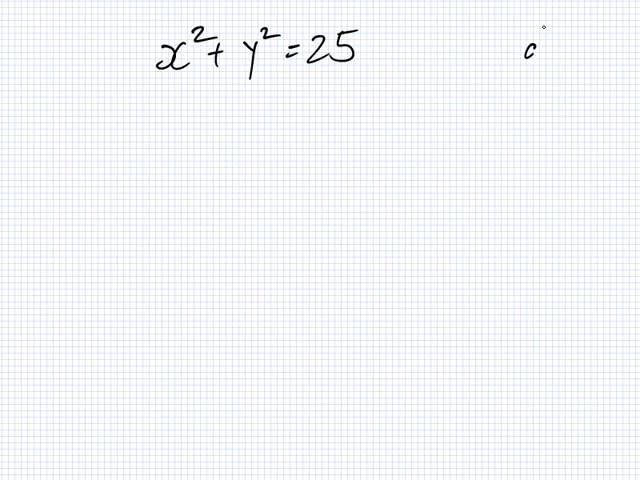 x² + y² = 25